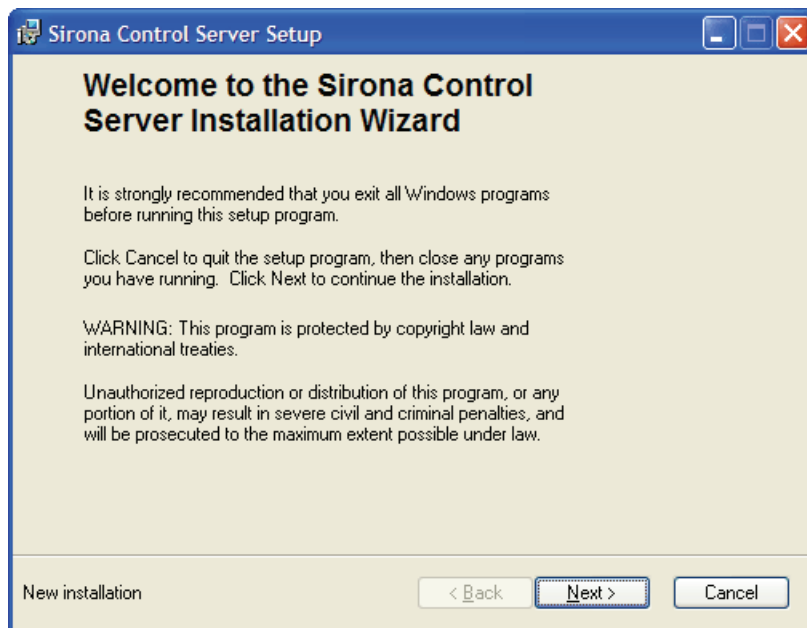 Sirona Control Server Setup
Welcome to the Sirona Control
Server Installation Wizard
It is strongly recommended that you exit all Windows programs
before running this setup program.
Click Cancel to quit the setup program, then close any programs
you have running.  Click Next to continue the installation.
WARNING: This program is protected by copyright law and
international treaties.
Unauthorized reproduction or distribution of this program, or any
portion of it, may result in severe civil and criminal penalties, and
will be prosecuted to the maximum extent possible under law.
New installation
< Back
Next >
Cancel